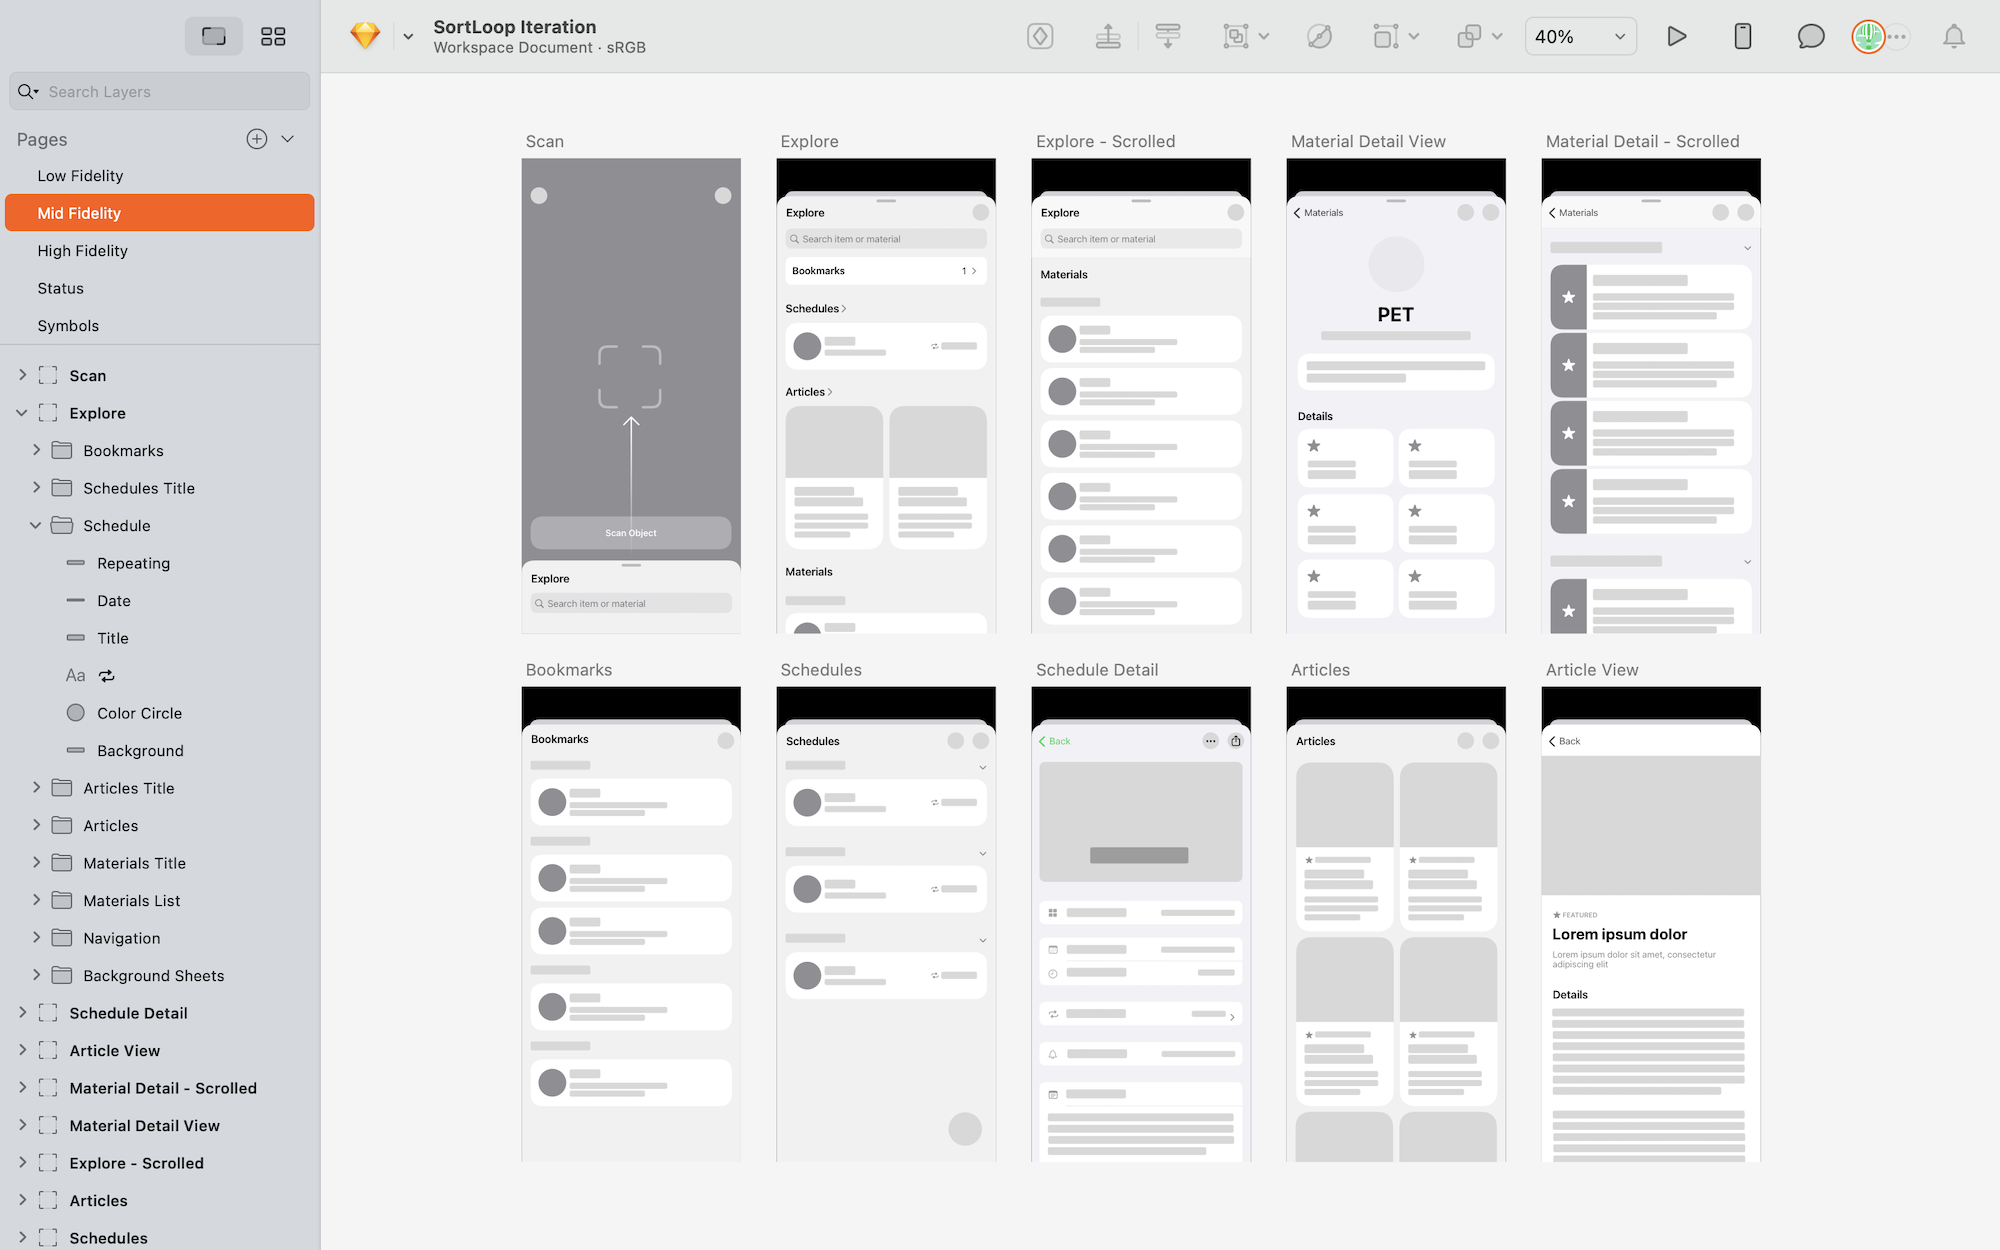 SortLoop Iteration
Workspace Document · sRGB
40%
Search Layers
Pages
Low Fidelity
Mid Fidelity
High Fidelity
Status
Symbols
Scan
Explore
Bookmarks
Schedules Title
Schedule
Repeating
Date
Title
Aa
Color Circle
Background
Articles Title
Articles
Materials Title
Materials List
Navigation
Background Sheets
Schedule Detail
Article View
Material Detail - Scrolled
Material Detail View
Explore - Scrolled
Articles
Schedules
Scan
Scan Object
Explore
Search item or material
Explore
Explore
Search item or material
Bookmarks 1
Schedules
Articles
Materials
Explore - Scrolled
Explore
Search item or material
Materials
Material Detail View
Materials
PET
Details
Material Detail - Scrolled
Materials
Bookmarks
Bookmarks
Schedules
Schedules
Schedule Detail
Back
Articles
Articles
Article View
Back
FEATURED
Lorem ipsum dolor
Lorem ipsum dolor sit amet, consectetur
adipiscing elit
Details